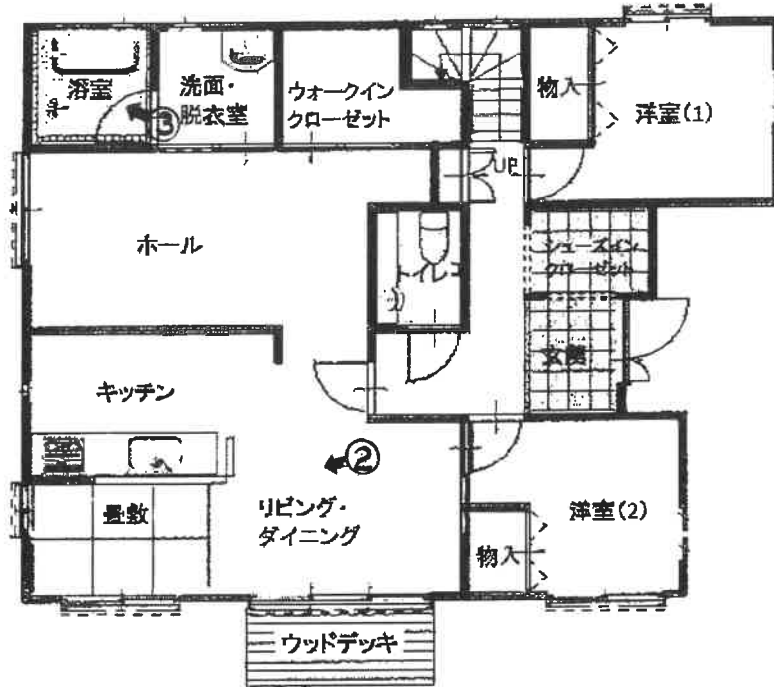 浴室
③
洗面・
脱衣室
ウォークイン
クローゼット
物入
洋室(1)
UP
ホール
トイレ
シューズイン
クローゼット
玄関
キッチン
②
畳敷
リビング・
ダイニング
洋室(2)
物入
ウッドデッキ